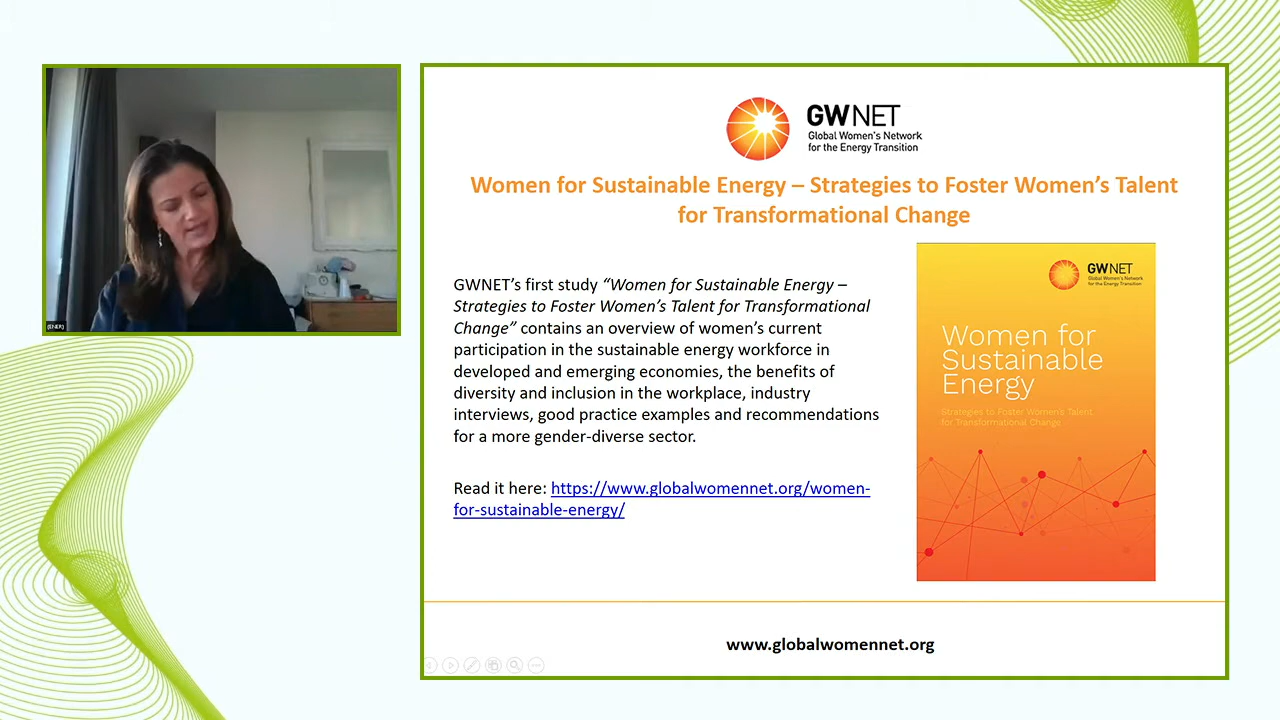 (ENER)
GWNET
Global Women's Network
for the Energy Transition
Women for Sustainable Energy – Strategies to Foster Women's Talent
for Transformational Change
GWNET's first study "Women for Sustainable Energy –
Strategies to Foster Women's Talent for Transformational
Change" contains an overview of women's current
participation in the sustainable energy workforce in
developed and emerging economies, the benefits of
diversity and inclusion in the workplace, industry
interviews, good practice examples and recommendations
for a more gender-diverse sector.
Read it here: https://www.globalwomennet.org/women-
for-sustainable-energy/
GWNET
Global Women's Network
for the Energy Transition
Women for
Sustainable
Energy
Strategies to Foster Women's Talent
for Transformational Change
www.globalwomennet.org